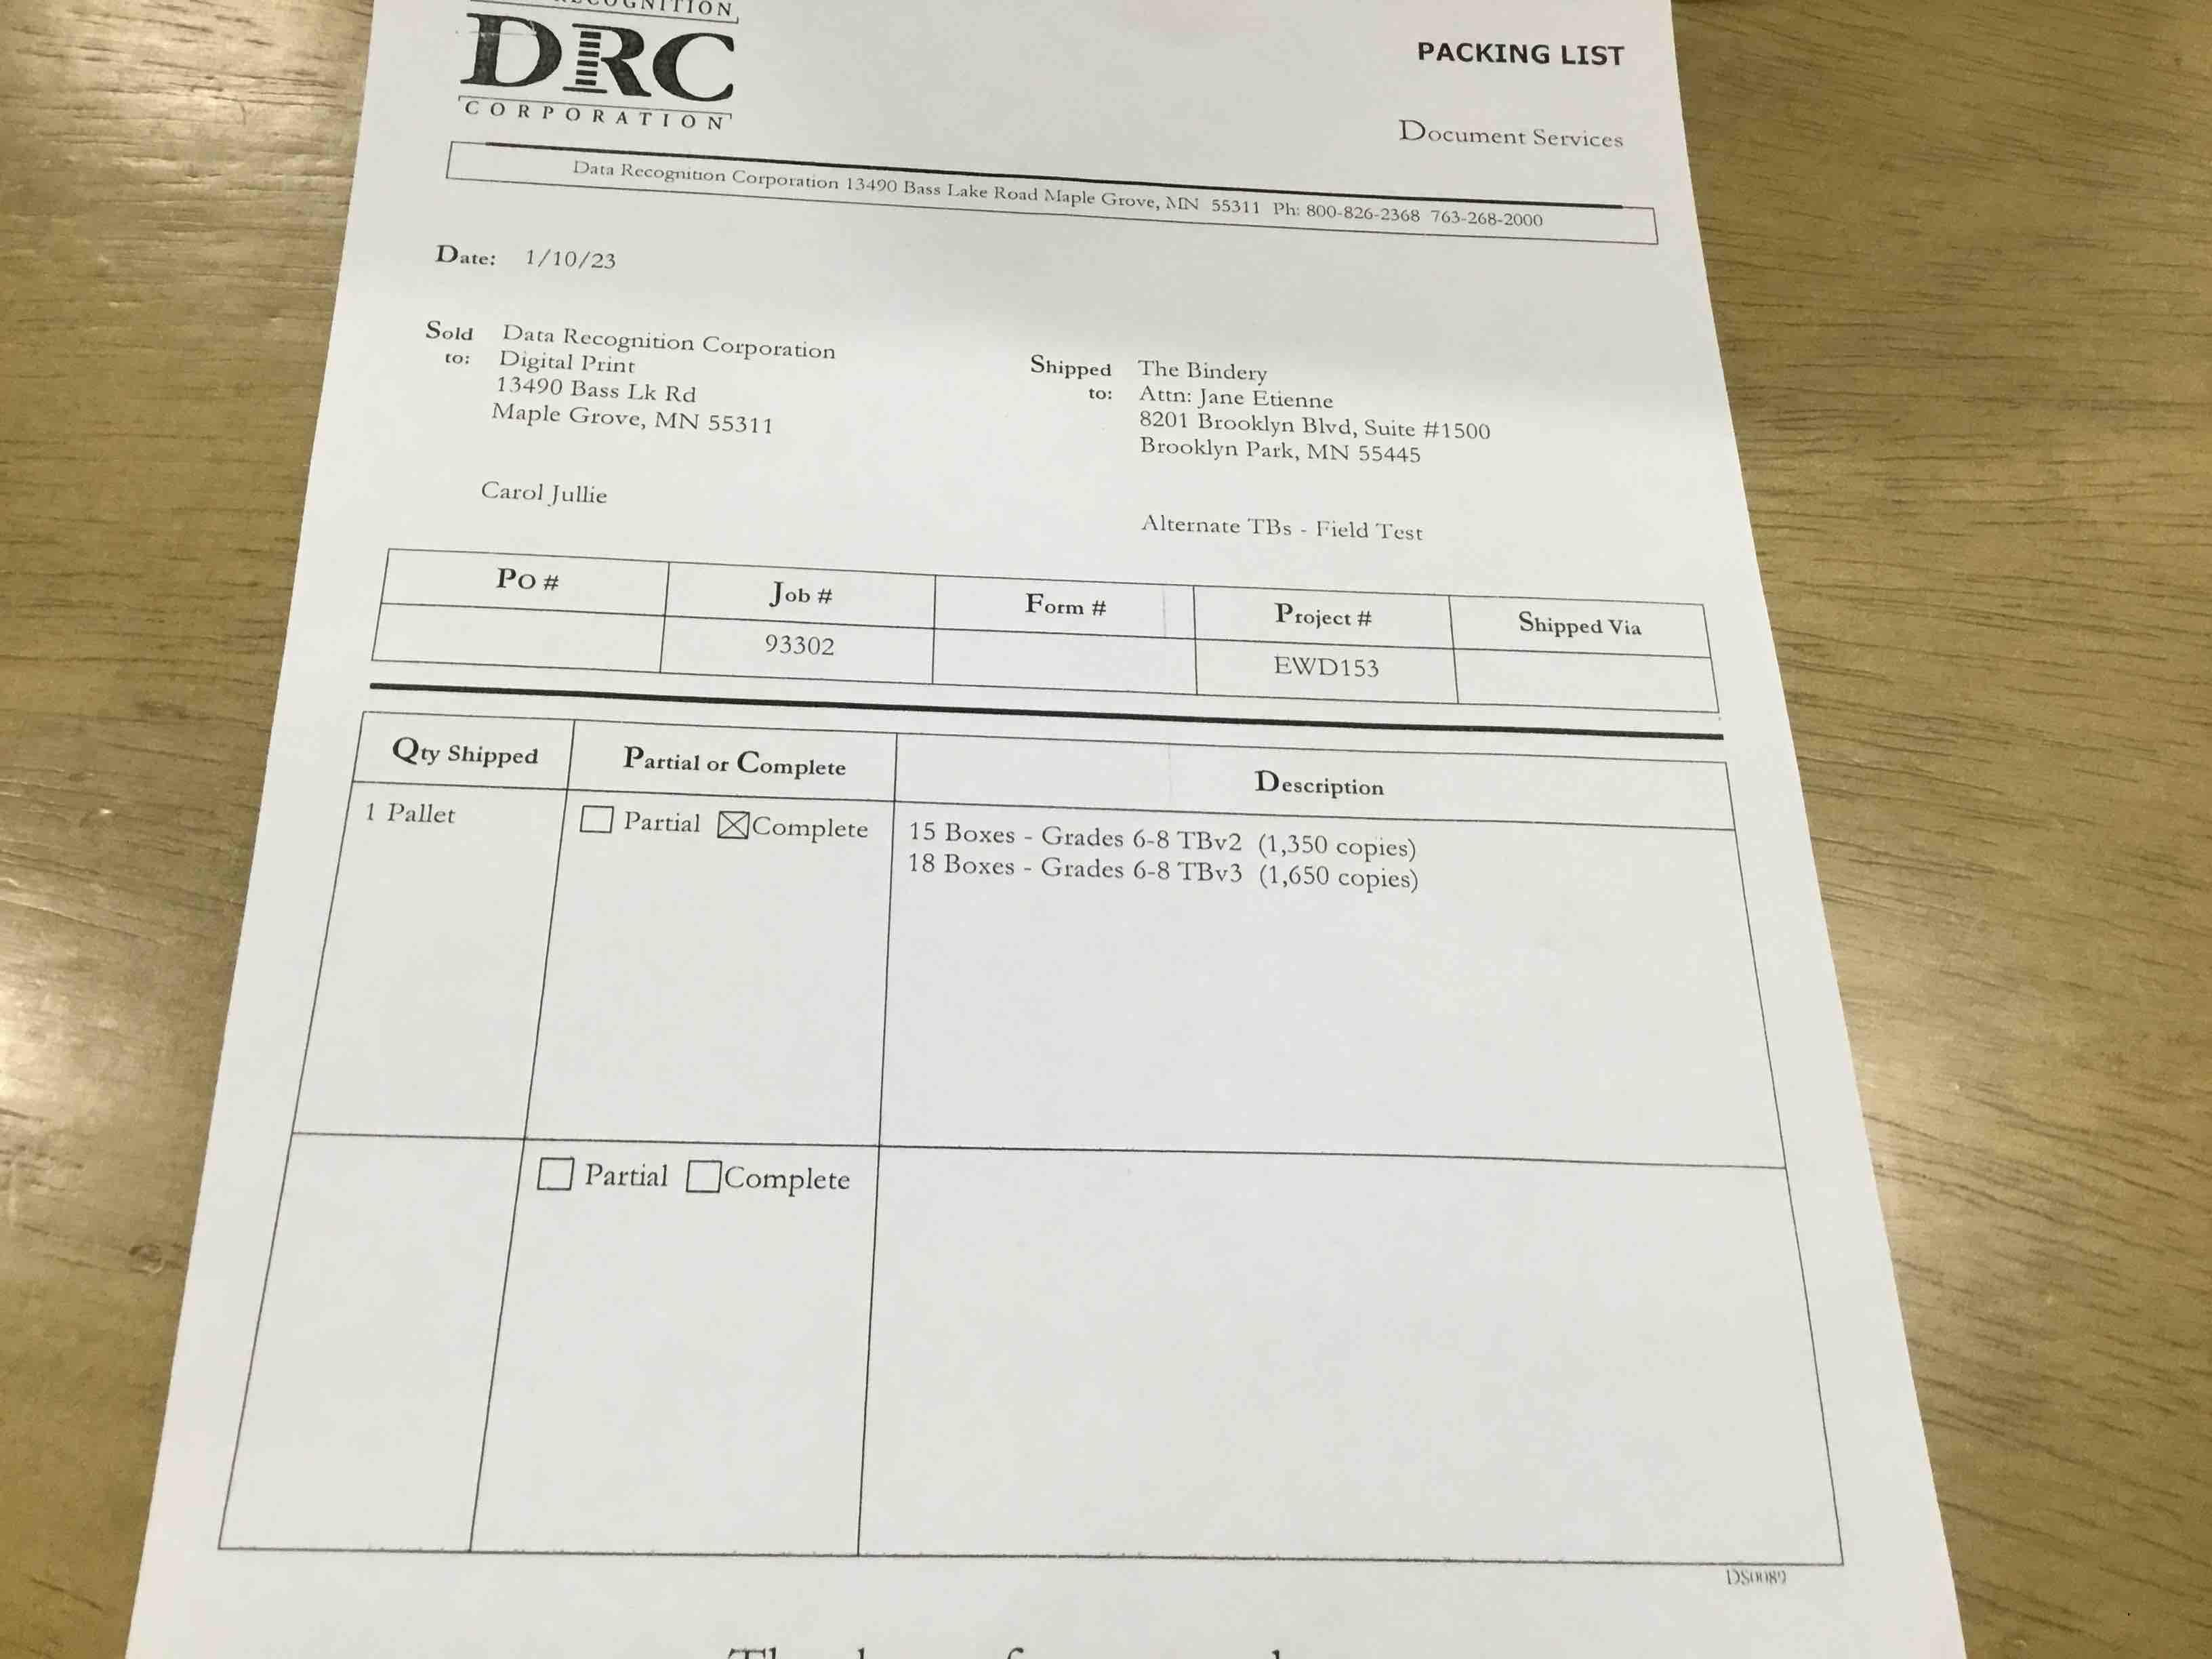 DRC
CORPORATION
PACKING LIST
Document Services
Data Recognition Corporation 13490 Bass Lake Road Maple Grove, MN 55311 Ph: 800-826-2368 763-268-2000
Date: 1/10/23
Sold to: Data Recognition Corporation
Digital Print
13490 Bass Lk Rd
Maple Grove, MN 55311
Carol Jullie
Shipped to: The Bindery
Attn: Jane Etienne
8201 Brooklyn Blvd, Suite #1500
Brooklyn Park, MN 55445
Alternate TBs - Field Test
PO # Job # Form # Project # Shipped Via
93302 EWD153
Qty Shipped Partial or Complete Description
1 Pallet Partial Complete 15 Boxes - Grades 6-8 TBv2 (1,350 copies)
18 Boxes - Grades 6-8 TBv3 (1,650 copies)
Partial Complete
DS0089